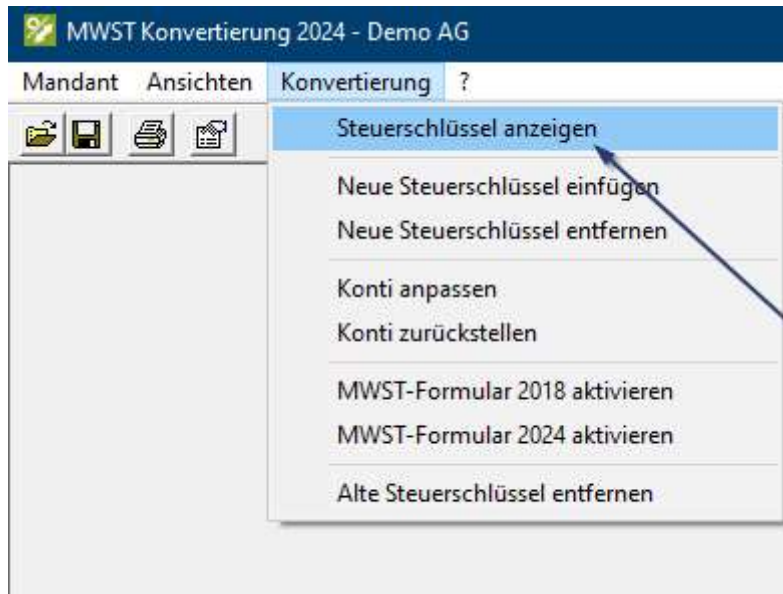 MWST Konvertierung 2024 - Demo AG
Mandant Ansichten Konvertierung ?
Steuerschlüssel anzeigen
Neue Steuerschlüssel einfügen
Neue Steuerschlüssel entfernen
Konti anpassen
Konti zurückstellen
MWST-Formular 2018 aktivieren
MWST-Formular 2024 aktivieren
Alte Steuerschlüssel entfernen